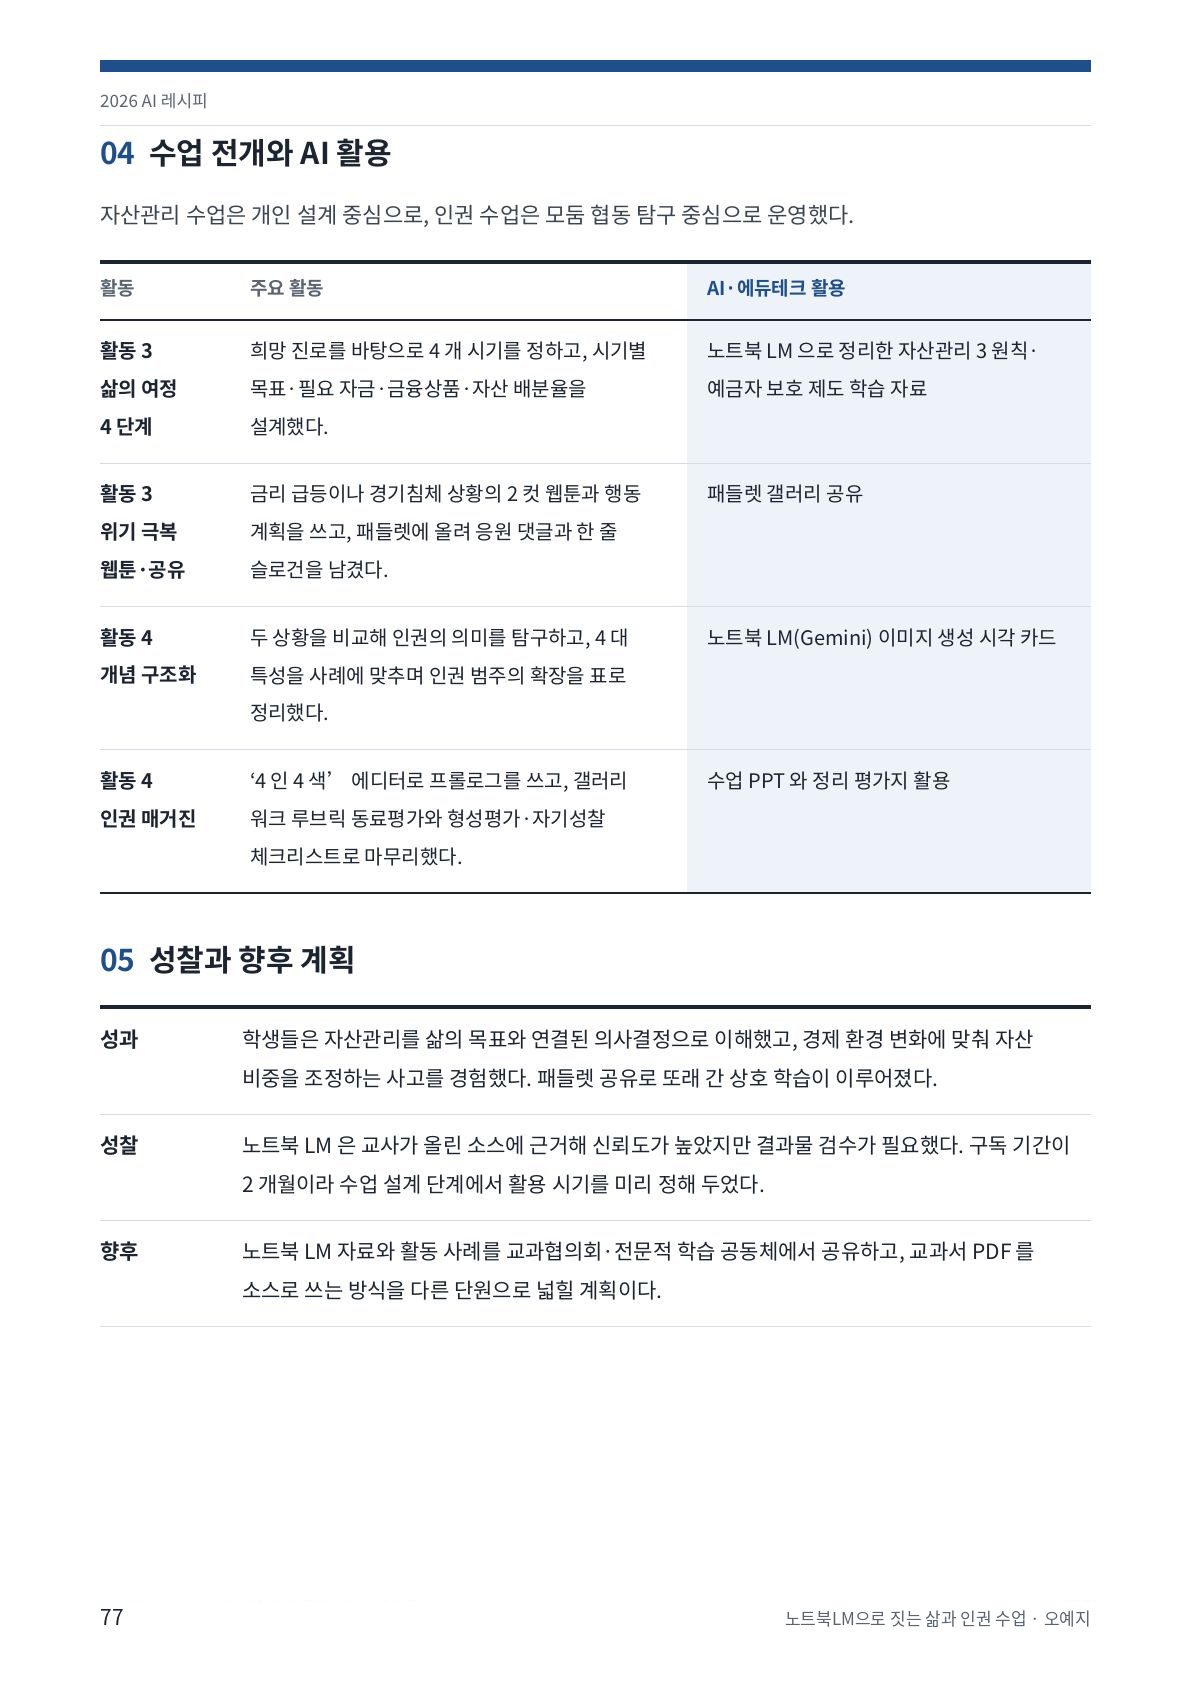 2026 AI 레시피
04 수업 전개와 AI 활용
자산관리 수업은 개인 설계 중심으로, 인권 수업은 모둠 협동 탐구 중심으로 운영했다.
활동 주요 활동 AI·에듀테크 활용
활동 3 희망 진로를 바탕으로 4 개 시기를 정하고, 시기별 노트북 LM 으로 정리한 자산관리 3 원칙·
삶의 여정 목표·필요 자금·금융상품·자산 배분율을 예금자 보호 제도 학습 자료
4 단계 설계했다.
활동 3 금리 급등이나 경기침체 상황의 2 컷 웹툰과 행동 패들렛 갤러리 공유
위기 극복 계획을 쓰고, 패들렛에 올려 응원 댓글과 한 줄
웹툰·공유 슬로건을 남겼다.
활동 4 두 상황을 비교해 인권의 의미를 탐구하고, 4 대 노트북 LM(Gemini) 이미지 생성 시각 카드
개념 구조화 특성을 사례에 맞추며 인권 범주의 확장을 표로
정리했다.
활동 4 ‘4 인 4 색’ 에디터로 프롤로그를 쓰고, 갤러리 수업 PPT 와 정리 평가지 활용
인권 매거진 워크 루브릭 동료평가와 형성평가·자기성찰
체크리스트로 마무리했다.
05 성찰과 향후 계획
성과 학생들은 자산관리를 삶의 목표와 연결된 의사결정으로 이해했고, 경제 환경 변화에 맞춰 자산
비중을 조정하는 사고를 경험했다. 패들렛 공유로 또래 간 상호 학습이 이루어졌다.
성찰 노트북 LM 은 교사가 올린 소스에 근거해 신뢰도가 높았지만 결과물 검수가 필요했다. 구독 기간이
2 개월이라 수업 설계 단계에서 활용 시기를 미리 정해 두었다.
향후 노트북 LM 자료와 활동 사례를 교과협의회·전문적 학습 공동체에서 공유하고, 교과서 PDF 를
소스로 쓰는 방식을 다른 단원으로 넓힐 계획이다.
77 노트북LM으로 짓는 삶과 인권 수업 · 오예지